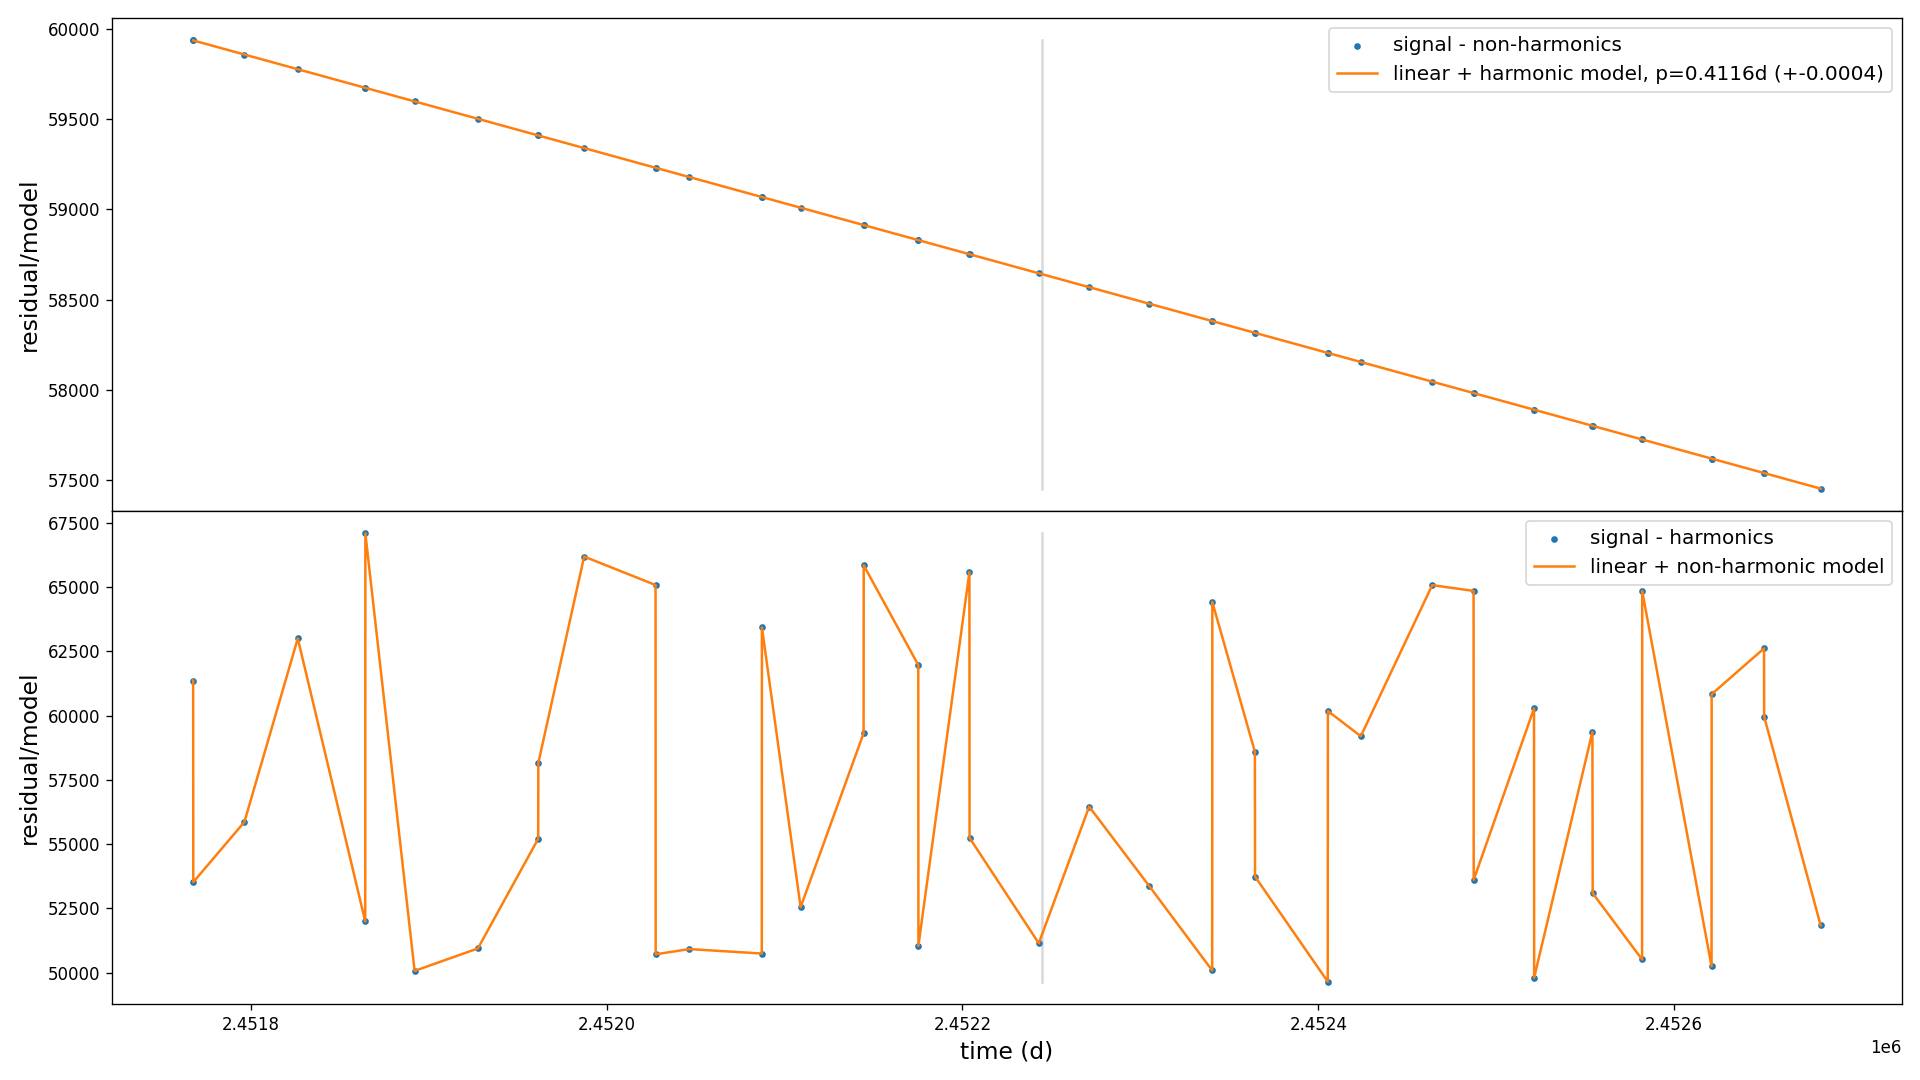 60000
59500
59000
58500
58000
57500
residual/model
signal - non-harmonics
linear + harmonic model, p=0.4116d (+-0.0004)
67500
65000
62500
60000
57500
55000
52500
50000
residual/model
signal - harmonics
linear + non-harmonic model
2.4518
2.4520
2.4522
2.4524
2.4526
time (d)
1e6